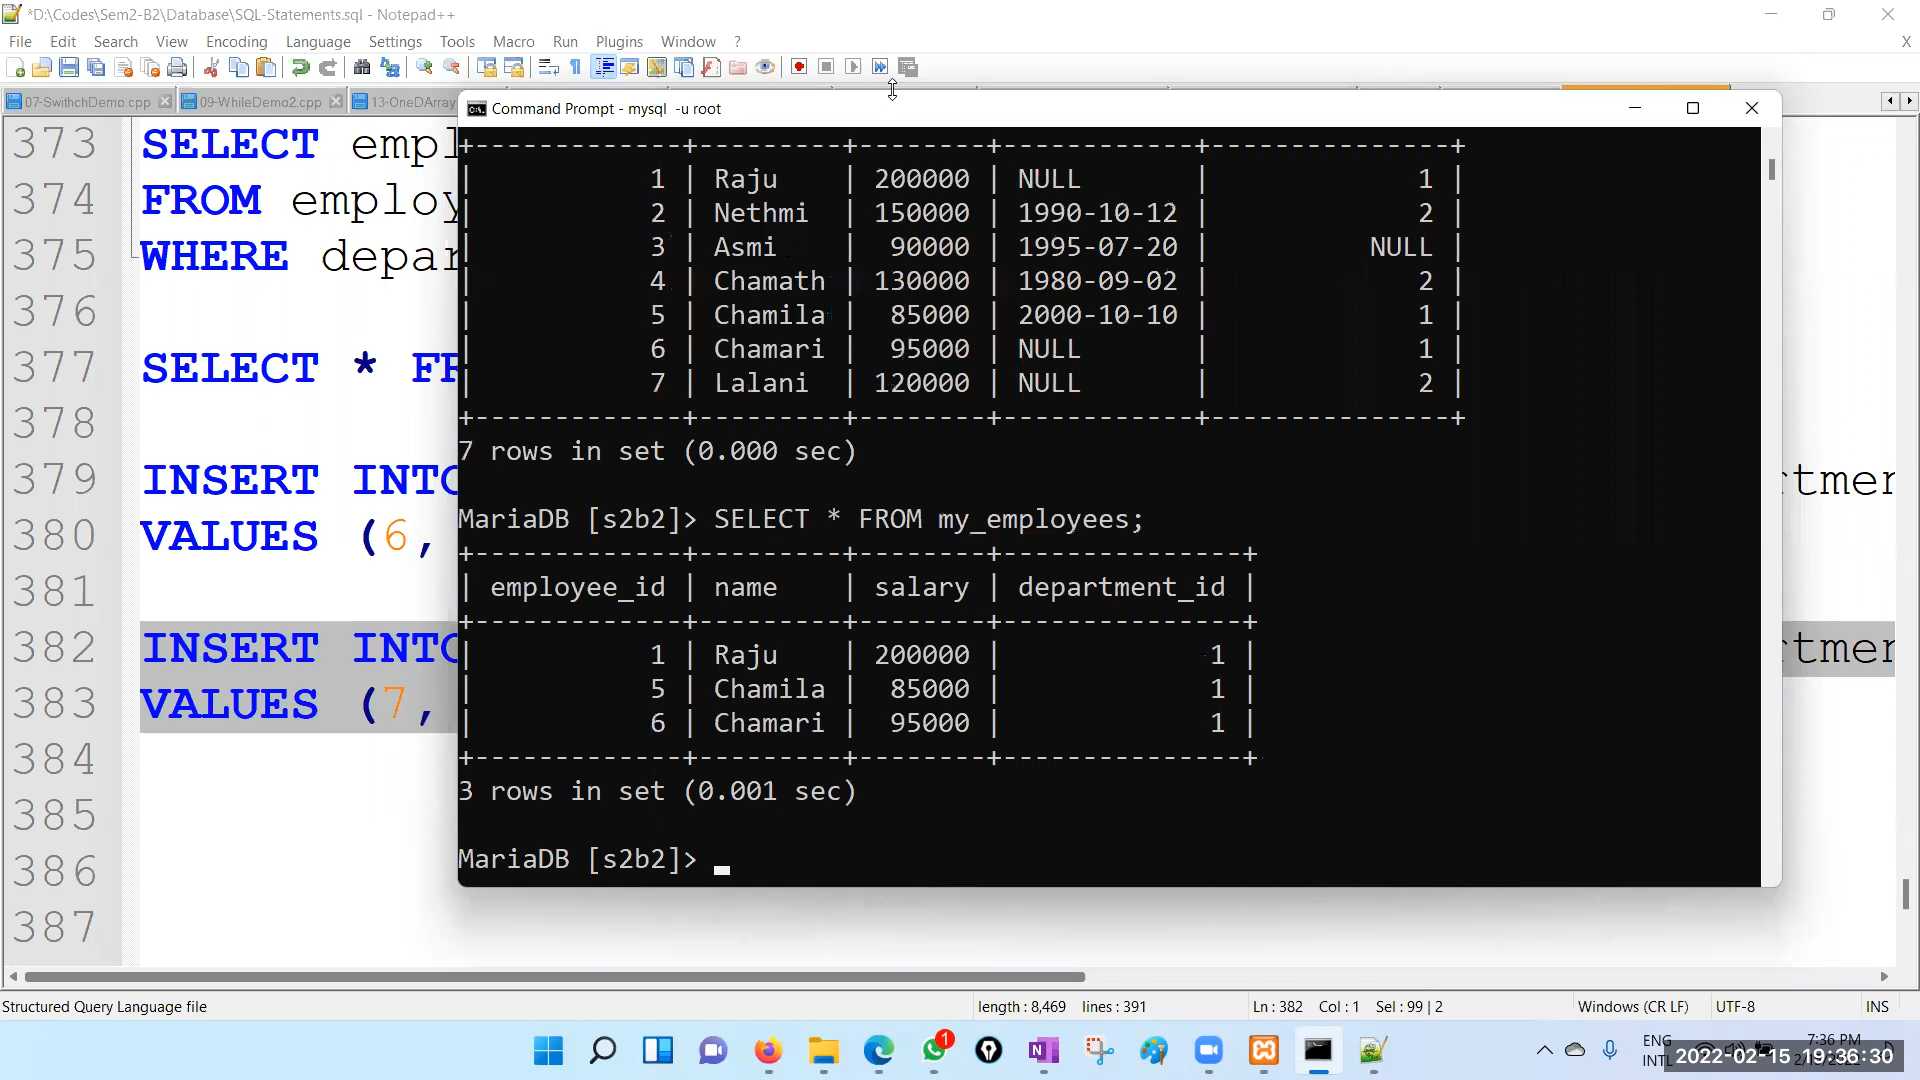 *D:\Codes\Sem2-B2\Database\SQL-Statements.sql - Notepad++
File Edit Search View Encoding Language Settings Tools Macro Run Plugins Window ? X
07-SwithchDemo.cpp 09-WhileDemo2.cpp 13-OneDArray
Command Prompt - mysql -u root
373 SELECT empl
374 FROM employ
375 WHERE depar
376
377 SELECT * FR
378
379 INSERT INTO tmen
380 VALUES (6,
381
382 INSERT INTO tmen
383 VALUES (7,
384
385
386
387
+-------------+---------+--------+------------+---------------+
| 1 | Raju | 200000 | NULL | 1 |
| 2 | Nethmi | 150000 | 1990-10-12 | 2 |
| 3 | Asmi | 90000 | 1995-07-20 | NULL |
| 4 | Chamath | 130000 | 1980-09-02 | 2 |
| 5 | Chamila | 85000 | 2000-10-10 | 1 |
| 6 | Chamari | 95000 | NULL | 1 |
| 7 | Lalani | 120000 | NULL | 2 |
+-------------+---------+--------+------------+---------------+
7 rows in set (0.000 sec)
MariaDB [s2b2]> SELECT * FROM my_employees;
+-------------+---------+--------+---------------+
| employee_id | name | salary | department_id |
+-------------+---------+--------+---------------+
| 1 | Raju | 200000 | 1 |
| 5 | Chamila | 85000 | 1 |
| 6 | Chamari | 95000 | 1 |
+-------------+---------+--------+---------------+
3 rows in set (0.001 sec)
MariaDB [s2b2]>
Structured Query Language file length : 8,469 lines : 391 Ln : 382 Col : 1 Sel : 99 | 2 Windows (CR LF) UTF-8 INS
1
ENG
INTL
7:36 PM
2022-02-15 19:36:30